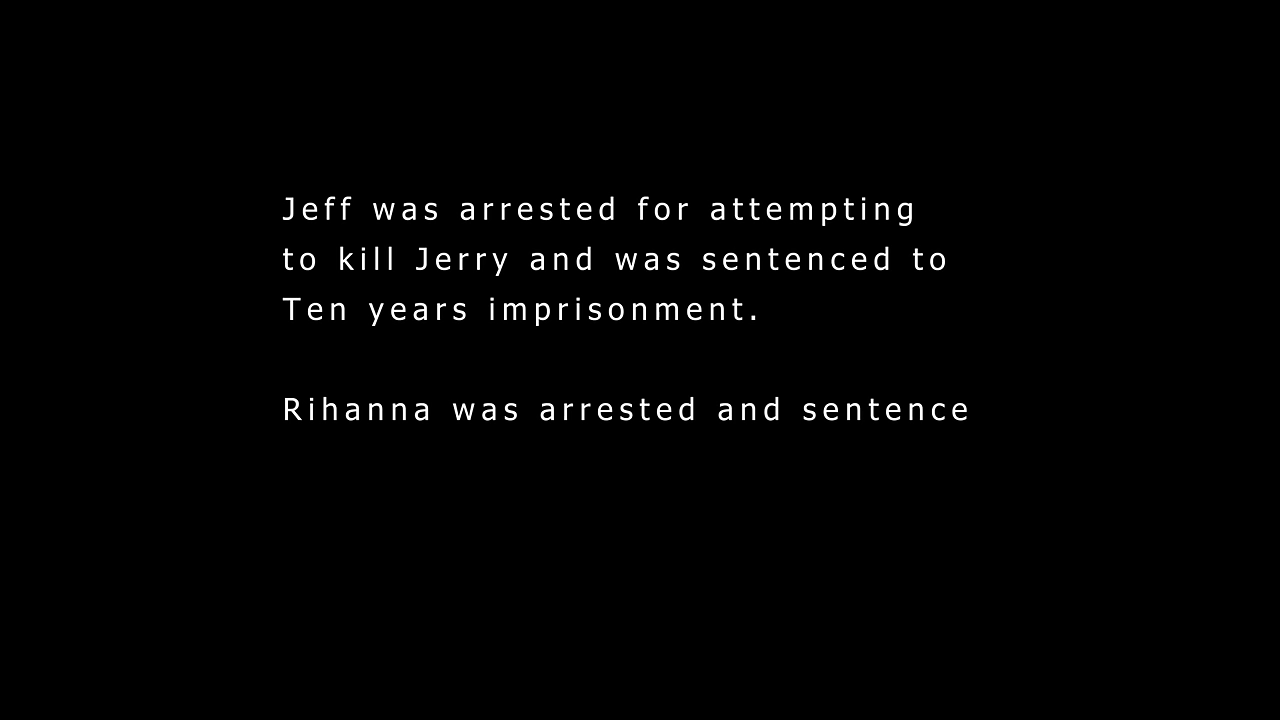 Jeff was arrested for attempting
to kill Jerry and was sentenced to
Ten years imprisonment.
Rihanna was arrested and sentence